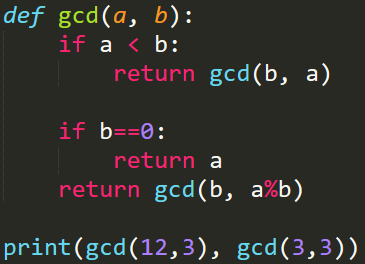 def gcd(a, b):
    if a < b:
        return gcd(b, a)

    if b==0:
        return a
    return gcd(b, a%b)

print(gcd(12,3), gcd(3,3))